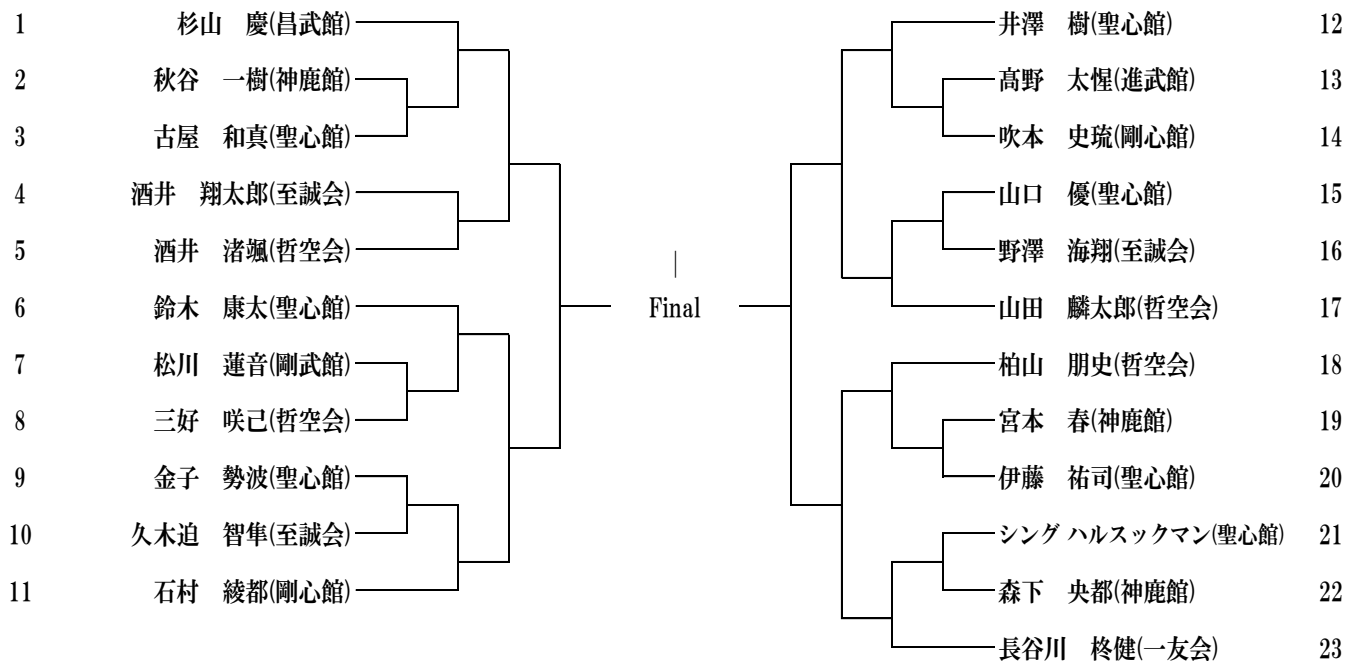 1 杉山 慶(昌武館)
2 秋谷 一樹(神鹿館)
3 古屋 和真(聖心館)
4 酒井 翔太郎(至誠会)
5 酒井 渚颯(哲空会)
6 鈴木 康太(聖心館)
7 松川 蓮音(剛武館)
8 三好 咲己(哲空会)
9 金子 勢波(聖心館)
10 久木迫 智隼(至誠会)
11 石村 綾都(剛心館)
Final
井澤 樹(聖心館) 12
髙野 太惺(進武館) 13
吹本 史琉(剛心館) 14
山口 優(聖心館) 15
野澤 海翔(至誠会) 16
山田 麟太郎(哲空会) 17
柏山 朋史(哲空会) 18
宮本 春(神鹿館) 19
伊藤 祐司(聖心館) 20
シング ハルスックマン(聖心館) 21
森下 央都(神鹿館) 22
長谷川 柊健(一友会) 23